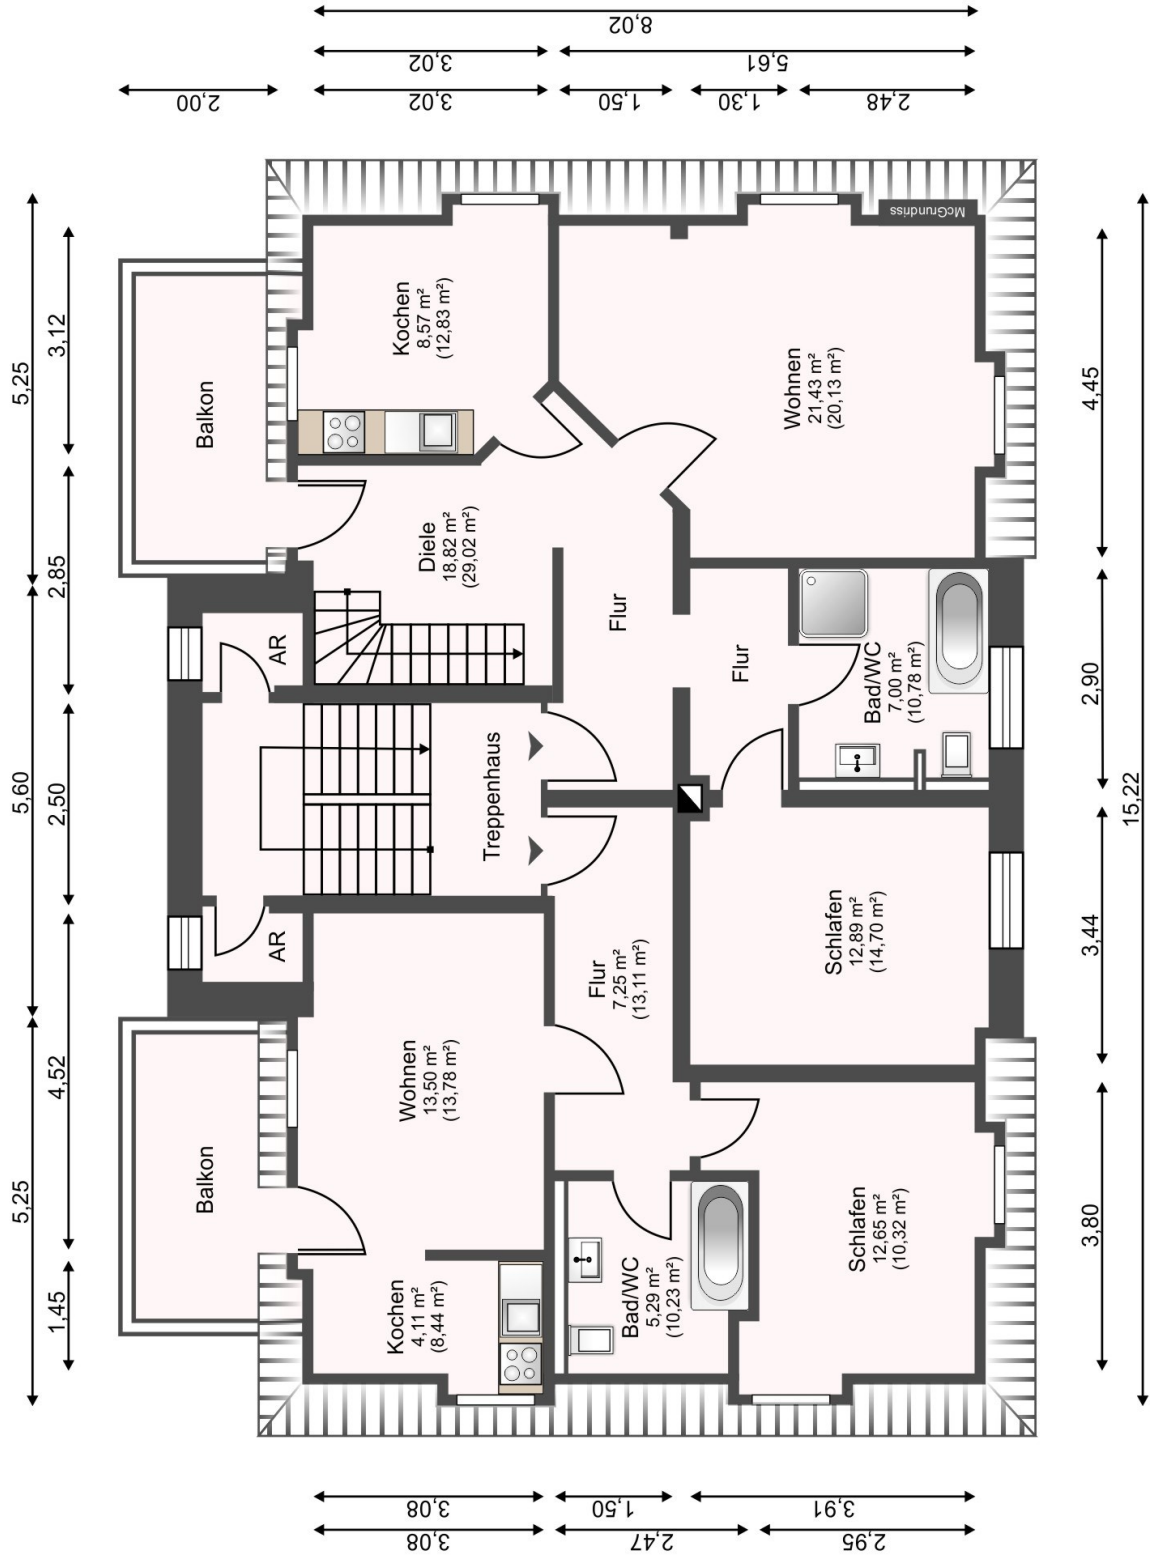 8,02
3,02
5,61
2,00
3,02
1,50
1,30
2,48
McGrundriss
5,25
3,12
Balkon
Kochen
8,57 m²
(12,83 m²)
Wohnen
21,43 m²
(20,13 m²)
4,45
2,85
Diele
18,82 m²
(29,02 m²)
Flur
AR
Flur
Bad/WC
7,00 m²
(10,78 m²)
2,90
5,60
2,50
Treppenhaus
15,22
AR
Flur
7,25 m²
(13,11 m²)
Schlafen
12,89 m²
(14,70 m²)
3,44
4,52
Wohnen
13,50 m²
(13,78 m²)
5,25
Balkon
1,45
Kochen
4,11 m²
(8,44 m²)
Bad/WC
5,29 m²
(10,23 m²)
Schlafen
12,65 m²
(10,32 m²)
3,80
3,08
1,50
3,91
3,08
2,47
2,95